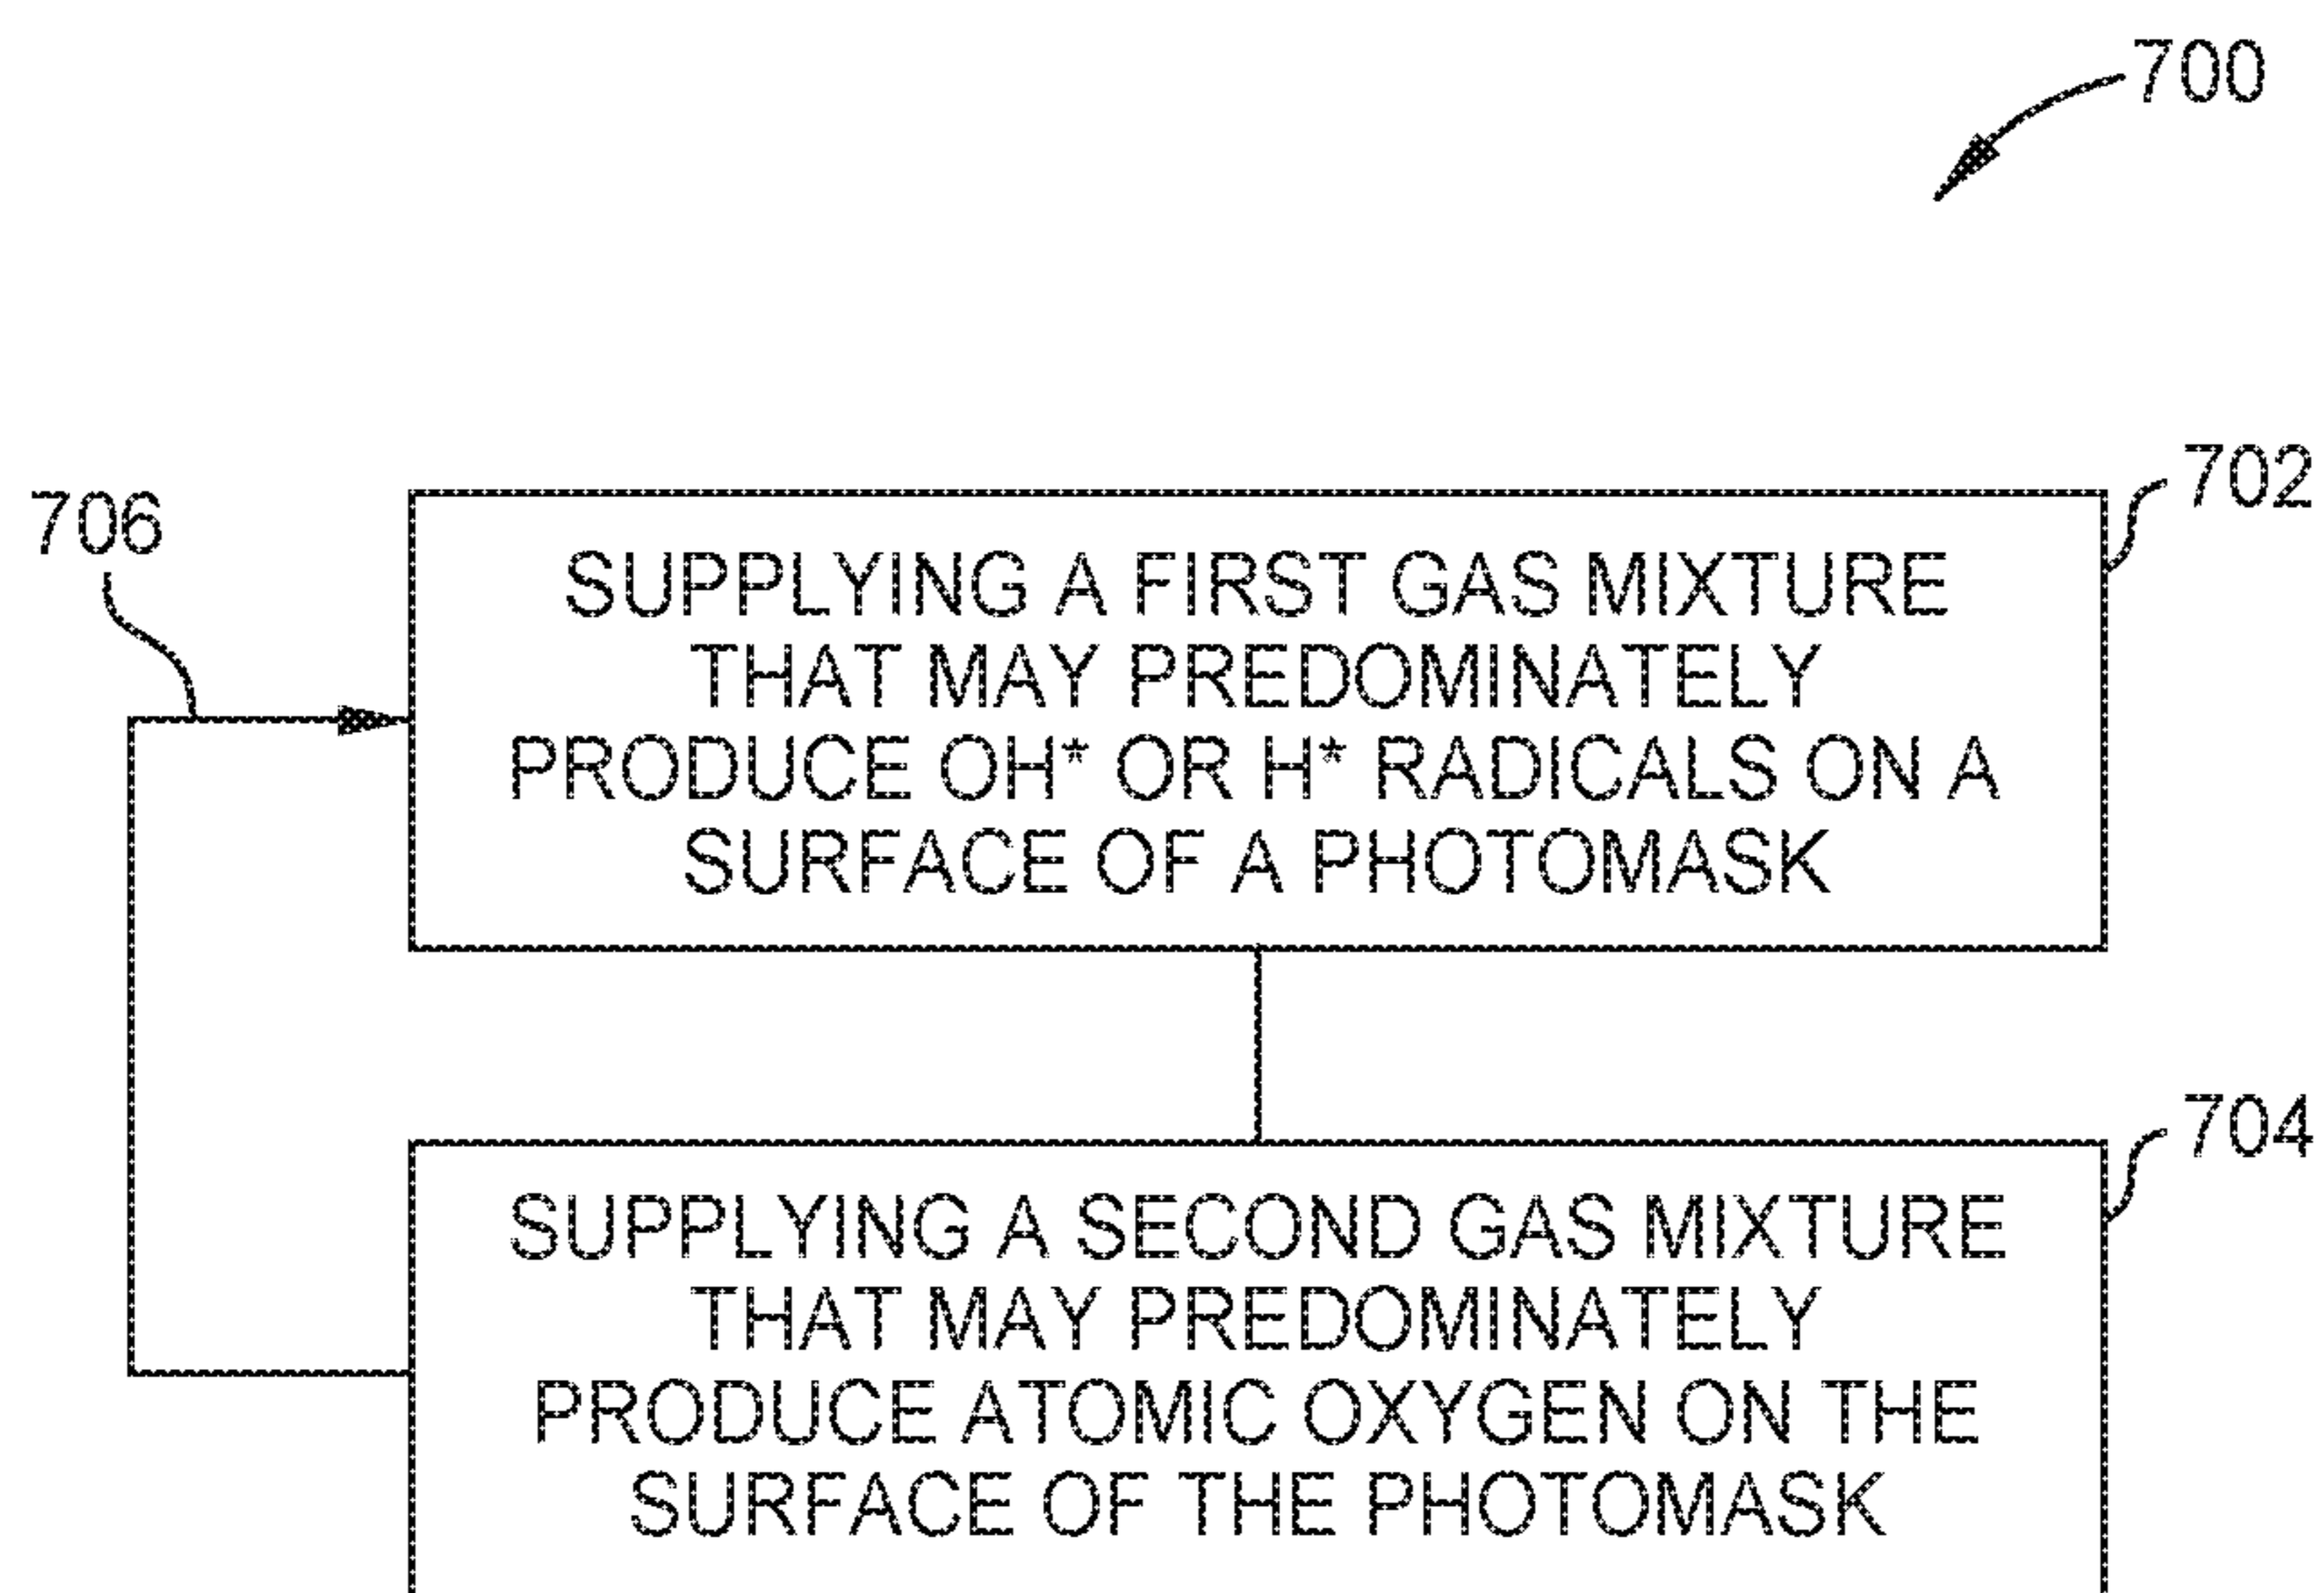 700
702
706
SUPPLYING A FIRST GAS MIXTURE
THAT MAY PREDOMINATELY
PRODUCE OH* OR H* RADICALS ON A
SURFACE OF A PHOTOMASK
704
SUPPLYING A SECOND GAS MIXTURE
THAT MAY PREDOMINATELY
PRODUCE ATOMIC OXYGEN ON THE
SURFACE OF THE PHOTOMASK